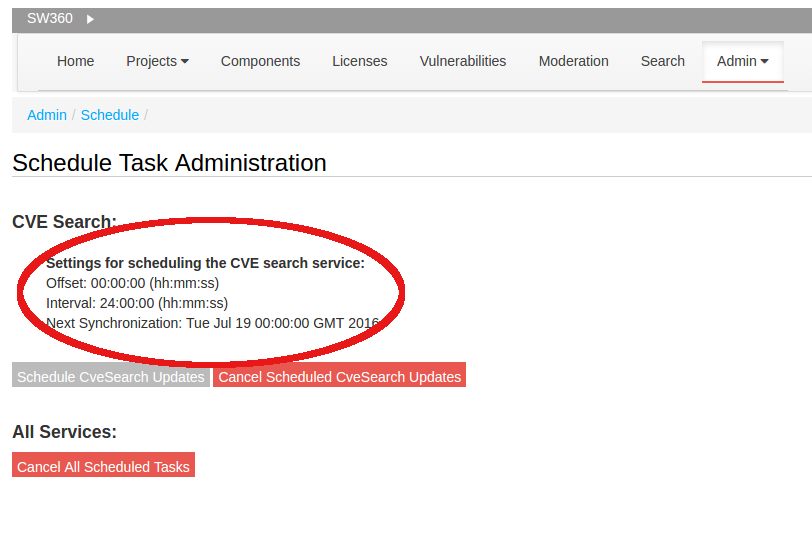 SW360
Home Projects Components Licenses Vulnerabilities Moderation Search Admin
Admin / Schedule /
Schedule Task Administration
CVE Search:
Settings for scheduling the CVE search service:
Offset: 00:00:00 (hh:mm:ss)
Interval: 24:00:00 (hh:mm:ss)
Next Synchronization: Tue Jul 19 00:00:00 GMT 2016
Schedule CveSearch Updates Cancel Scheduled CveSearch Updates
All Services:
Cancel All Scheduled Tasks